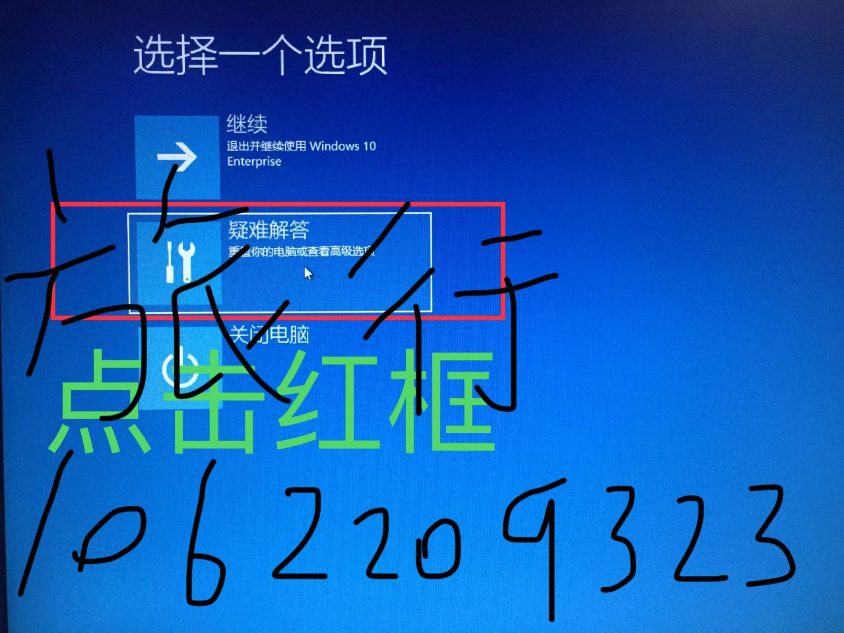 选择一个选项
继续
退出并继续使用 Windows 10
Enterprise
疑难解答
重置你的电脑或查看高级选项
旅行
关闭电脑
点击红框
1062209323